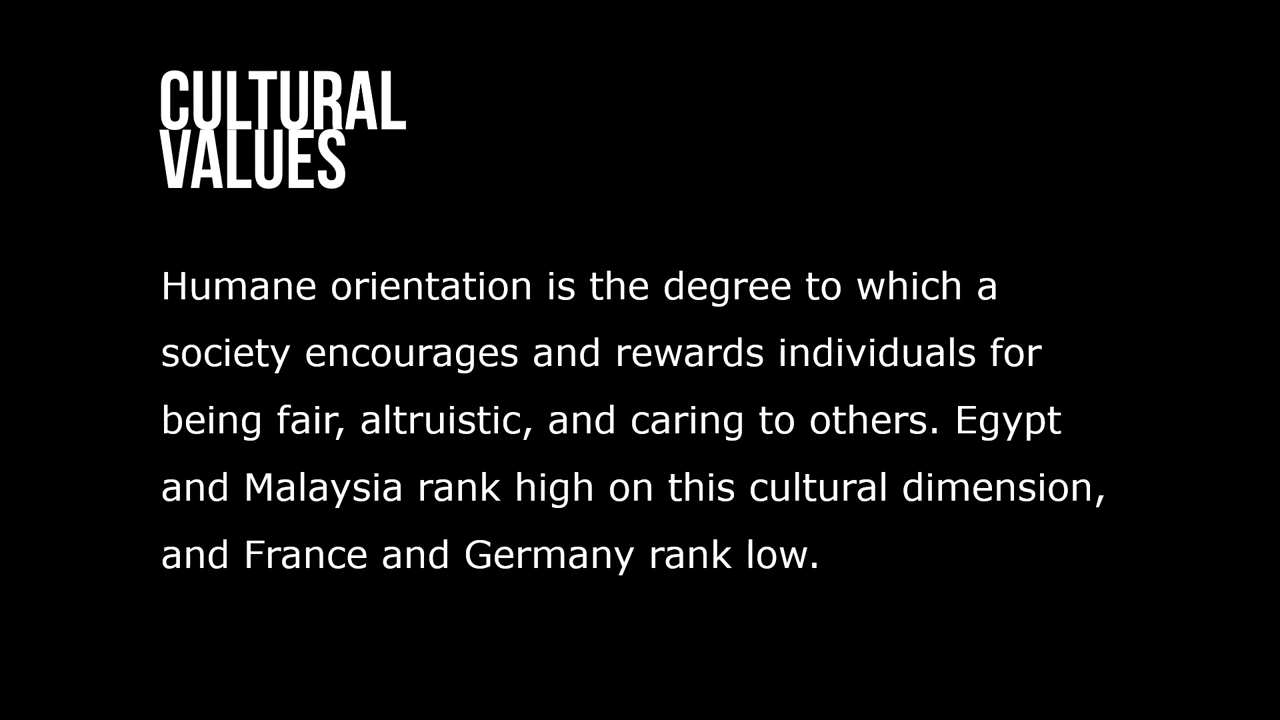 CULTURAL
VALUES
Humane orientation is the degree to which a
society encourages and rewards individuals for
being fair, altruistic, and caring to others. Egypt
and Malaysia rank high on this cultural dimension,
and France and Germany rank low.